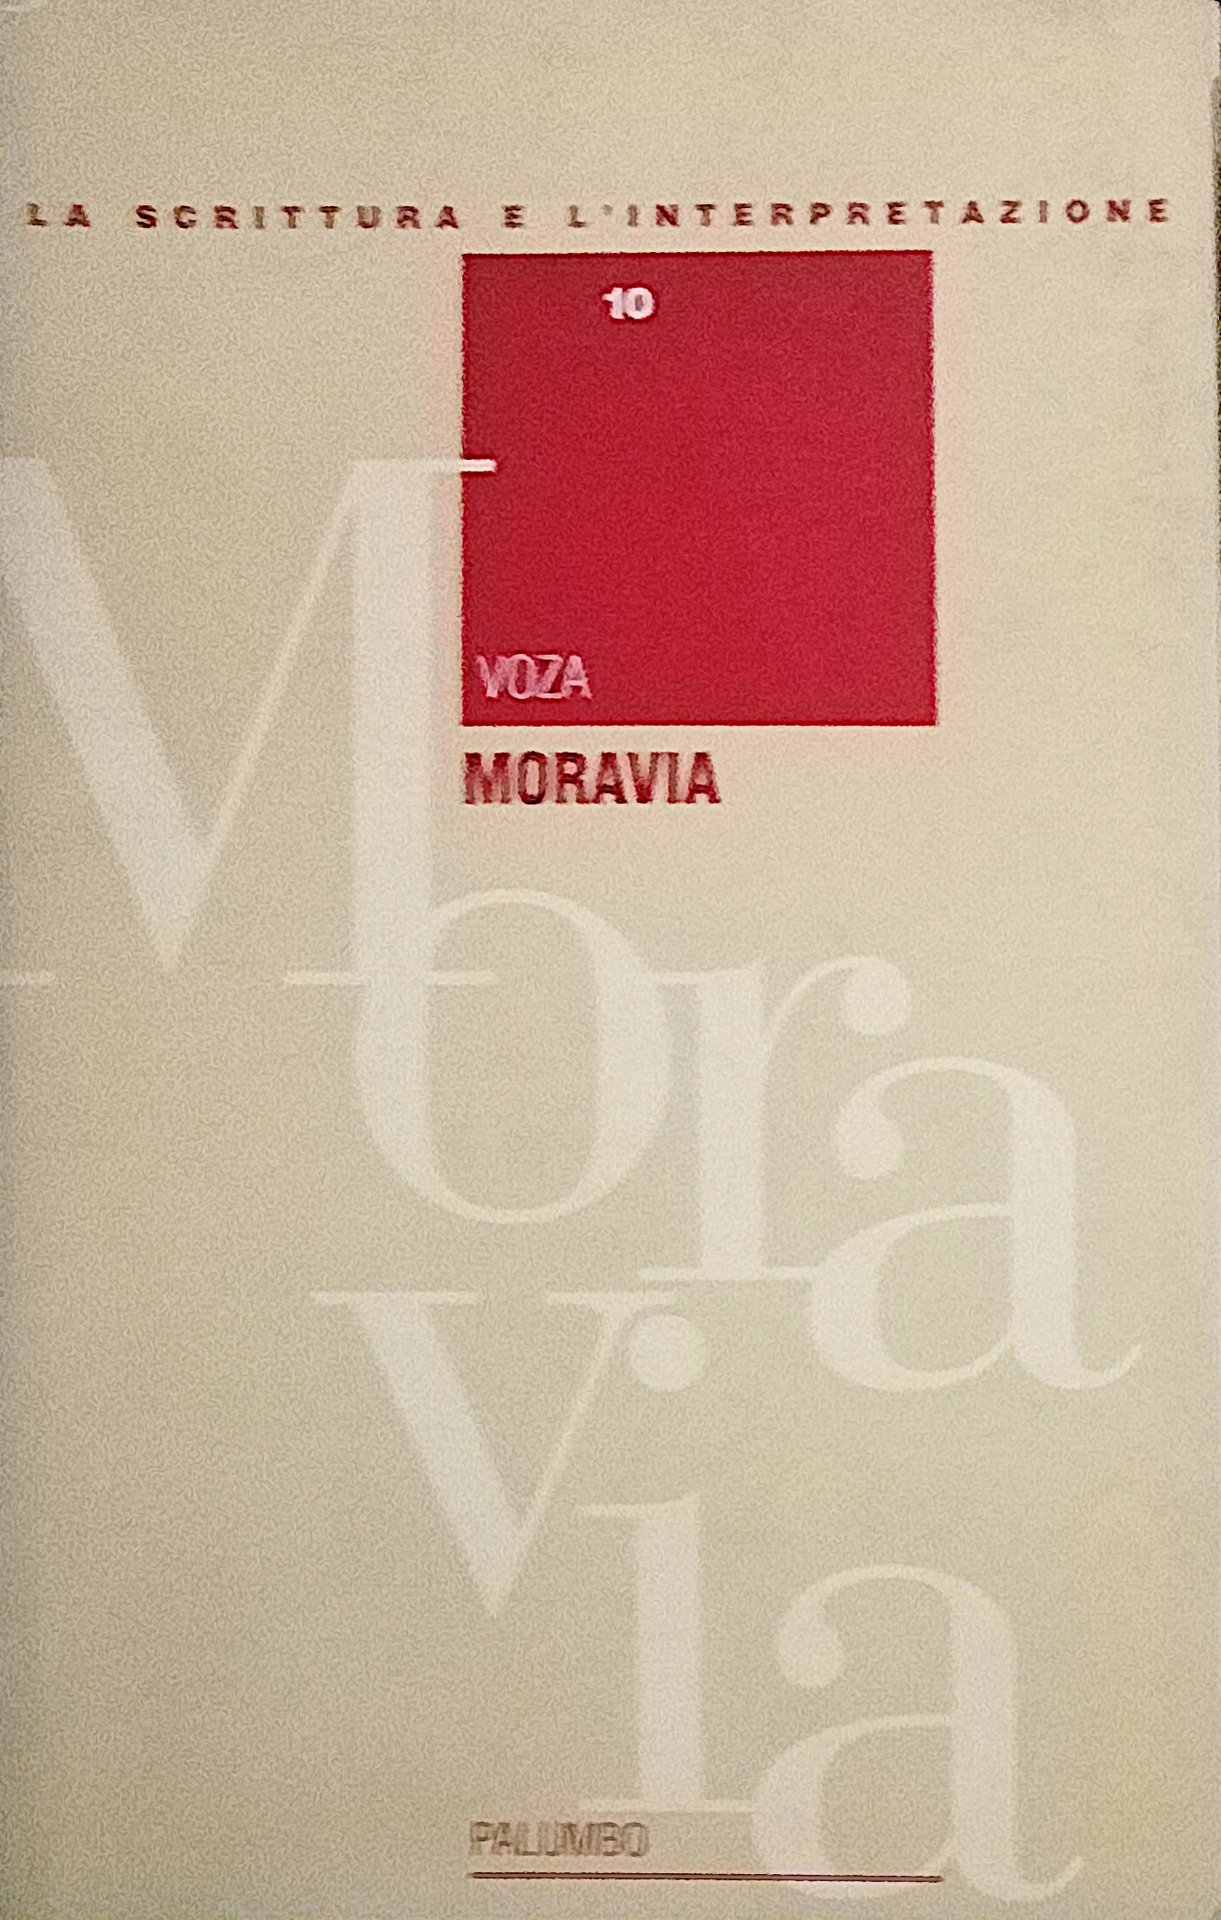 LA SCRITTURA E L'INTERPRETAZIONE
10
VOZA
MORAVIA
Moravia
PALUMBO